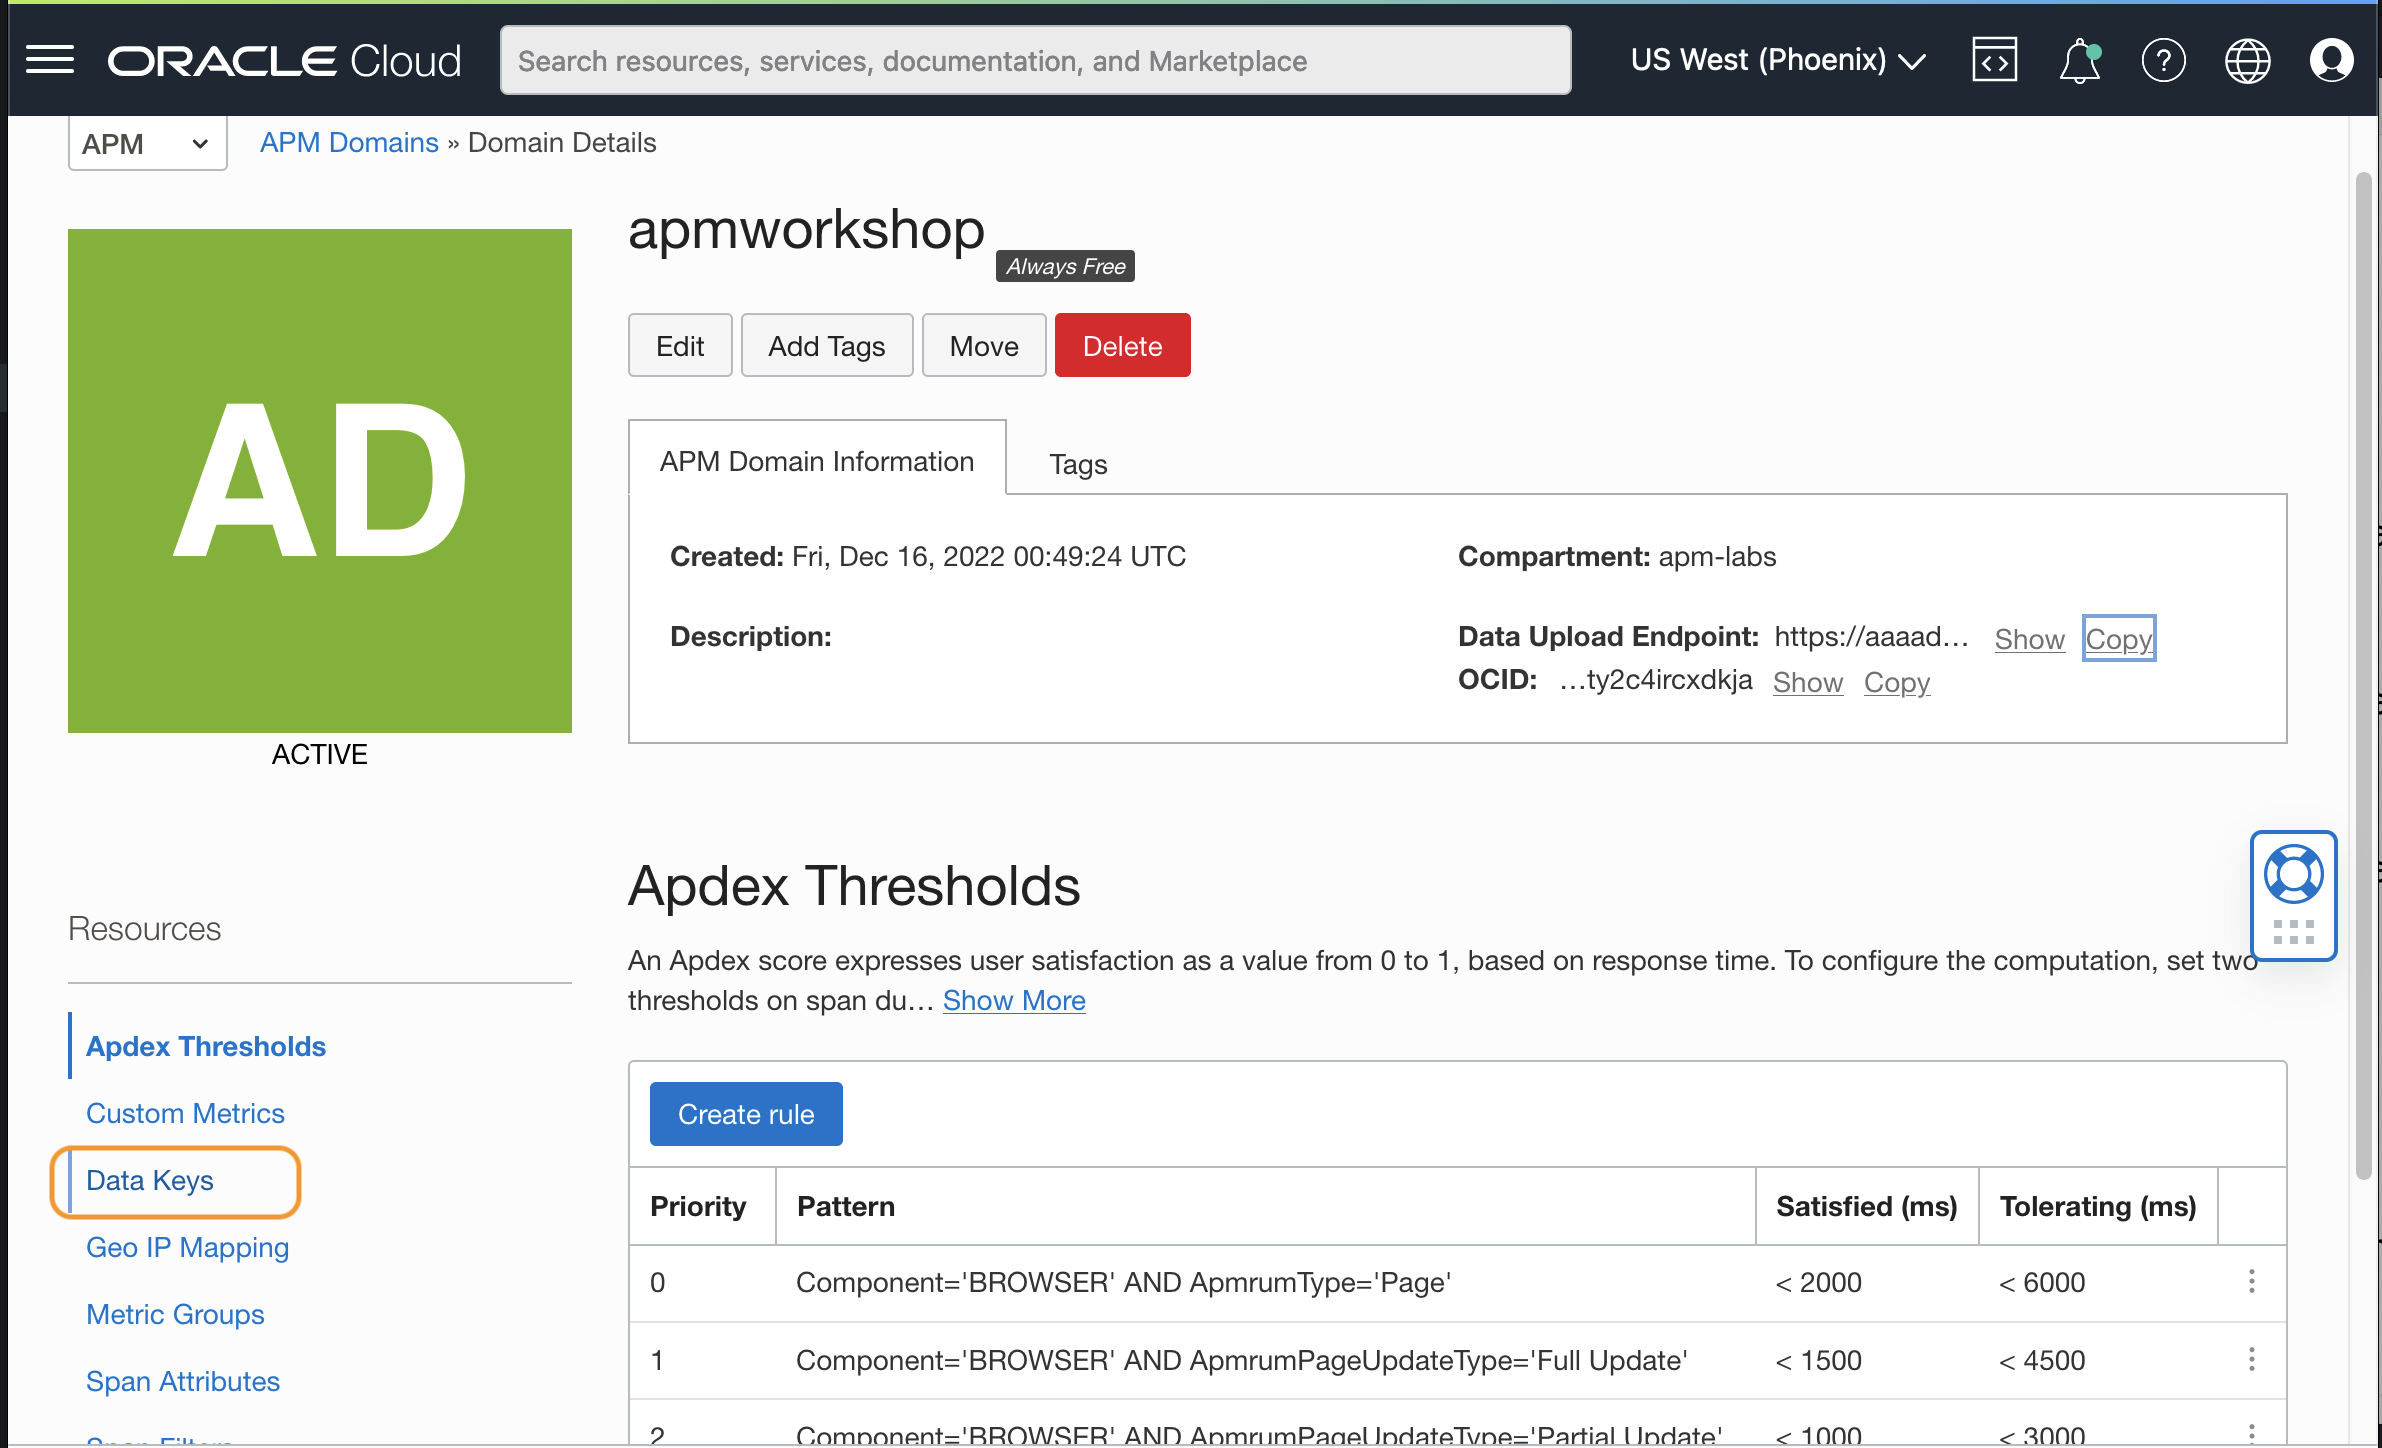 ORACLE Cloud
Search resources, services, documentation, and Marketplace
US West (Phoenix)
APM
APM Domains » Domain Details
AD
ACTIVE
apmworkshop
Always Free
Edit
Add Tags
Move
Delete
APM Domain Information
Tags
Created: Fri, Dec 16, 2022 00:49:24 UTC
Description:
Compartment: apm-labs
Data Upload Endpoint: https://aaaad... Show Copy
OCID: ...ty2c4ircxdkja Show Copy
Resources
Apdex Thresholds
Custom Metrics
Data Keys
Geo IP Mapping
Metric Groups
Span Attributes
Span Filters
Apdex Thresholds
An Apdex score expresses user satisfaction as a value from 0 to 1, based on response time. To configure the computation, set two
thresholds on span du... Show More
Create rule
Priority Pattern Satisfied (ms) Tolerating (ms)
0 Component='BROWSER' AND ApmrumType='Page' < 2000 < 6000
1 Component='BROWSER' AND ApmrumPageUpdateType='Full Update' < 1500 < 4500
2 Component='BROWSER' AND ApmrumPageUpdateType='Partial Update' < 1000 < 3000